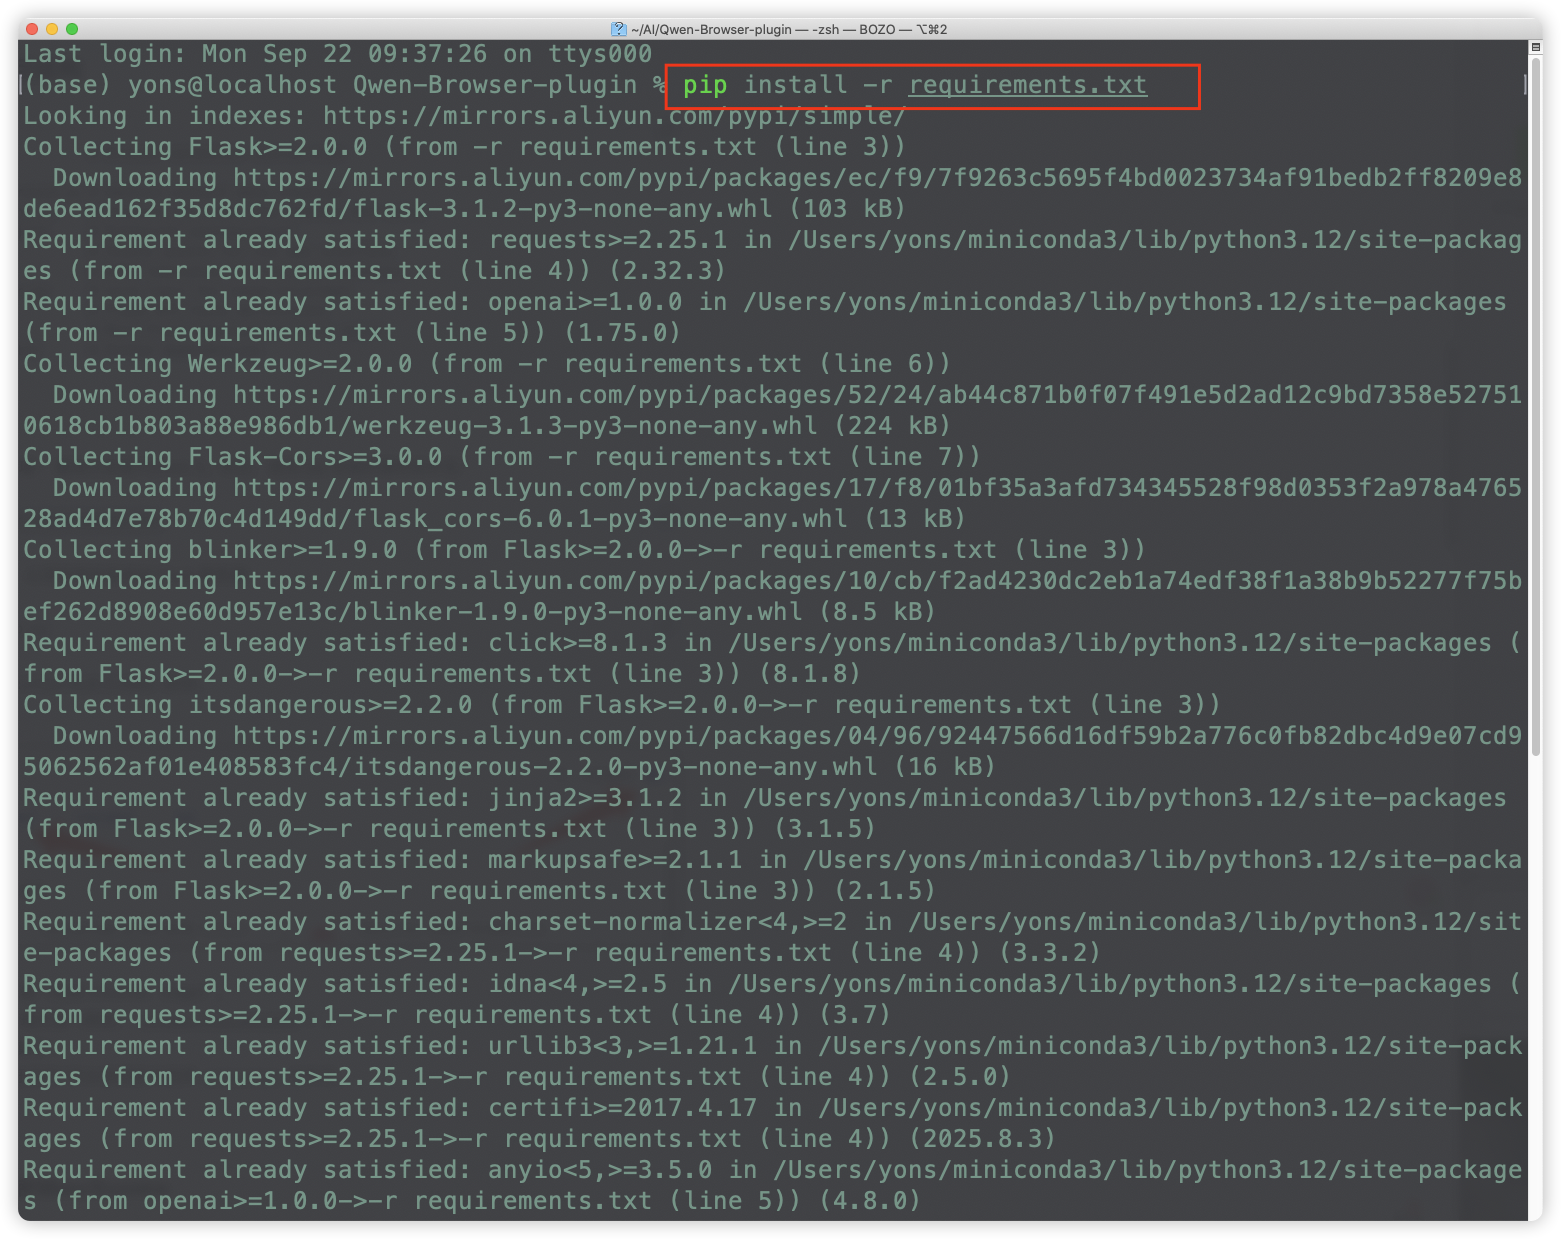 ~/AI/Qwen-Browser-plugin — -zsh — BOZO — ⌥⌘2
Last login: Mon Sep 22 09:37:26 on ttys000
(base) yons@localhost Qwen-Browser-plugin % pip install -r requirements.txt
Looking in indexes: https://mirrors.aliyun.com/pypi/simple/
Collecting Flask>=2.0.0 (from -r requirements.txt (line 3))
  Downloading https://mirrors.aliyun.com/pypi/packages/ec/f9/7f9263c5695f4bd0023734af91bedb2ff8209e8
de6ead162f35d8dc762fd/flask-3.1.2-py3-none-any.whl (103 kB)
Requirement already satisfied: requests>=2.25.1 in /Users/yons/miniconda3/lib/python3.12/site-packag
es (from -r requirements.txt (line 4)) (2.32.3)
Requirement already satisfied: openai>=1.0.0 in /Users/yons/miniconda3/lib/python3.12/site-packages
(from -r requirements.txt (line 5)) (1.75.0)
Collecting Werkzeug>=2.0.0 (from -r requirements.txt (line 6))
  Downloading https://mirrors.aliyun.com/pypi/packages/52/24/ab44c871b0f07f491e5d2ad12c9bd7358e52751
0618cb1b803a88e986db1/werkzeug-3.1.3-py3-none-any.whl (224 kB)
Collecting Flask-Cors>=3.0.0 (from -r requirements.txt (line 7))
  Downloading https://mirrors.aliyun.com/pypi/packages/17/f8/01bf35a3afd734345528f98d0353f2a978a4765
28ad4d7e78b70c4d149dd/flask_cors-6.0.1-py3-none-any.whl (13 kB)
Collecting blinker>=1.9.0 (from Flask>=2.0.0->-r requirements.txt (line 3))
  Downloading https://mirrors.aliyun.com/pypi/packages/10/cb/f2ad4230dc2eb1a74edf38f1a38b9b52277f75b
ef262d8908e60d957e13c/blinker-1.9.0-py3-none-any.whl (8.5 kB)
Requirement already satisfied: click>=8.1.3 in /Users/yons/miniconda3/lib/python3.12/site-packages (
from Flask>=2.0.0->-r requirements.txt (line 3)) (8.1.8)
Collecting itsdangerous>=2.2.0 (from Flask>=2.0.0->-r requirements.txt (line 3))
  Downloading https://mirrors.aliyun.com/pypi/packages/04/96/92447566d16df59b2a776c0fb82dbc4d9e07cd9
5062562af01e408583fc4/itsdangerous-2.2.0-py3-none-any.whl (16 kB)
Requirement already satisfied: jinja2>=3.1.2 in /Users/yons/miniconda3/lib/python3.12/site-packages
(from Flask>=2.0.0->-r requirements.txt (line 3)) (3.1.5)
Requirement already satisfied: markupsafe>=2.1.1 in /Users/yons/miniconda3/lib/python3.12/site-packa
ges (from Flask>=2.0.0->-r requirements.txt (line 3)) (2.1.5)
Requirement already satisfied: charset-normalizer<4,>=2 in /Users/yons/miniconda3/lib/python3.12/sit
e-packages (from requests>=2.25.1->-r requirements.txt (line 4)) (3.3.2)
Requirement already satisfied: idna<4,>=2.5 in /Users/yons/miniconda3/lib/python3.12/site-packages (
from requests>=2.25.1->-r requirements.txt (line 4)) (3.7)
Requirement already satisfied: urllib3<3,>=1.21.1 in /Users/yons/miniconda3/lib/python3.12/site-pack
ages (from requests>=2.25.1->-r requirements.txt (line 4)) (2.5.0)
Requirement already satisfied: certifi>=2017.4.17 in /Users/yons/miniconda3/lib/python3.12/site-pack
ages (from requests>=2.25.1->-r requirements.txt (line 4)) (2025.8.3)
Requirement already satisfied: anyio<5,>=3.5.0 in /Users/yons/miniconda3/lib/python3.12/site-package
s (from openai>=1.0.0->-r requirements.txt (line 5)) (4.8.0)